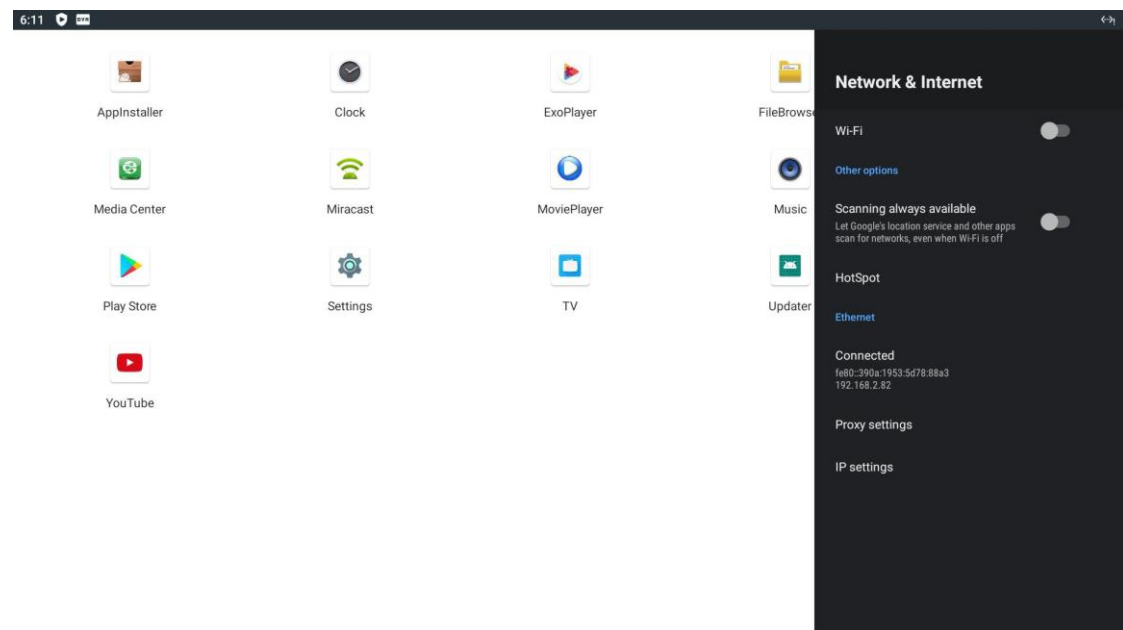 6:11
Network & Internet
AppInstaller
Clock
ExoPlayer
FileBrowse
Wi-Fi
Other options
Scanning always available
Let Google's location service and other apps
scan for networks, even when Wi-Fi is off
Media Center
Miracast
MoviePlayer
Music
HotSpot
Play Store
Settings
TV
Updater
Ethernet
Connected
fe80::390a:1953:5d78:88a3
192.168.2.82
YouTube
Proxy settings
IP settings